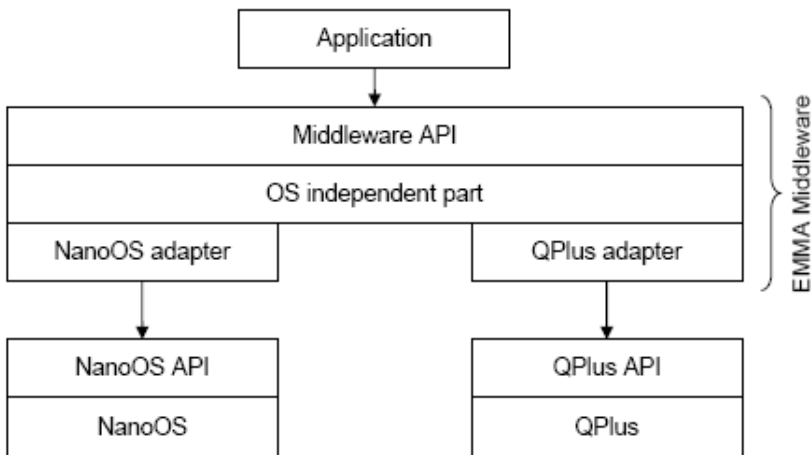 Application
Middleware API
OS independent part
NanoOS adapter
QPlus adapter
EMMA Middleware
NanoOS API
QPlus API
NanoOS
QPlus